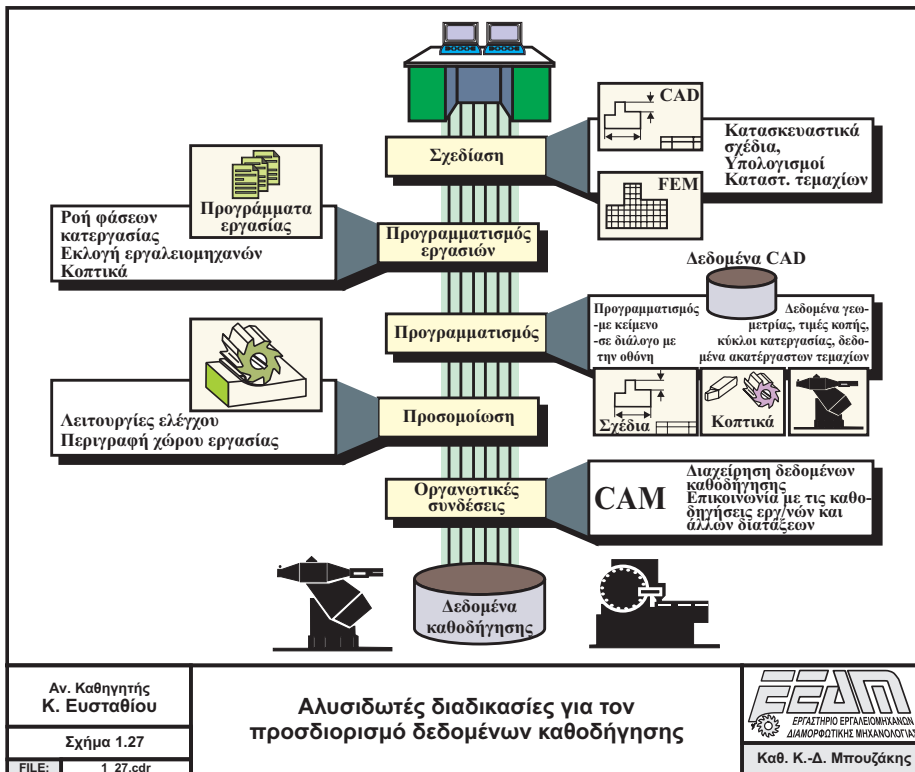 CAD
Σχεδίαση
Κατασκευαστικά
σχέδια,
Υπολογισμοί
Καταστ. τεμαχίων
FEM
Προγράμματα
εργασίας
Ροή φάσεων
κατεργασίας
Εκλογή εργαλειομηχανών
Κοπτικά
Προγραμματισμός
εργασιών
Δεδομένα CAD
Προγραμματισμός
Προγραμματισμός
-με κείμενο
-σε διάλογο με
την οθόνη
Δεδομένα γεω-
μετρίας, τιμές κοπής,
κύκλοι κατεργασίας, δεδο-
μένα ακατέργαστων τεμαχίων
Σχέδια
Κοπτικά
Λειτουργίες ελέγχου
Περιγραφή χώρου εργασίας
Προσομοίωση
Οργανωτικές
συνδέσεις
CAM
Διαχείρηση δεδομένων
καθοδήγησης
Επικοινωνία με τις καθο-
δηγήσεις εργ/νών και
άλλών διατάξεων
Δεδομένα
καθοδήγησης
Αν. Καθηγητής
Κ. Ευσταθίου
Σχήμα 1.27
FILE: 1_27.cdr
Αλυσιδωτές διαδικασίες για τον
προσδιορισμό δεδομένων καθοδήγησης
ΕΕΔΜ
ΕΡΓΑΣΤΗΡΙΟ ΕΡΓΑΛΕΙΟΜΗΧΑΝΩΝ
ΔΙΑΜΟΡΦΩΤΙΚΗΣ ΜΗΧΑΝΟΛΟΓΙΑΣ
Καθ. Κ.-Δ. Μπουζάκης